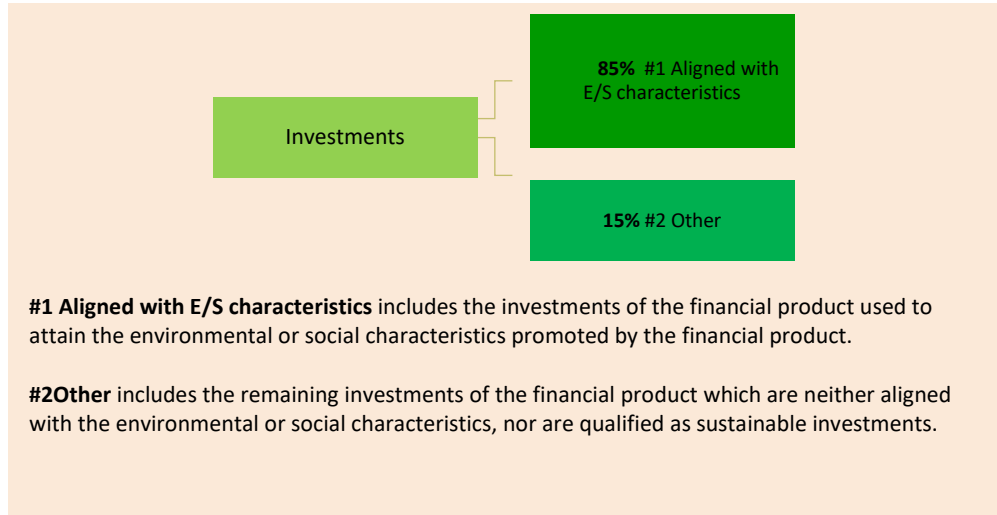 85% #1 Aligned with
E/S characteristics
Investments
15% #2 Other
#1 Aligned with E/S characteristics includes the investments of the financial product used to
attain the environmental or social characteristics promoted by the financial product.
#2Other includes the remaining investments of the financial product which are neither aligned
with the environmental or social characteristics, nor are qualified as sustainable investments.